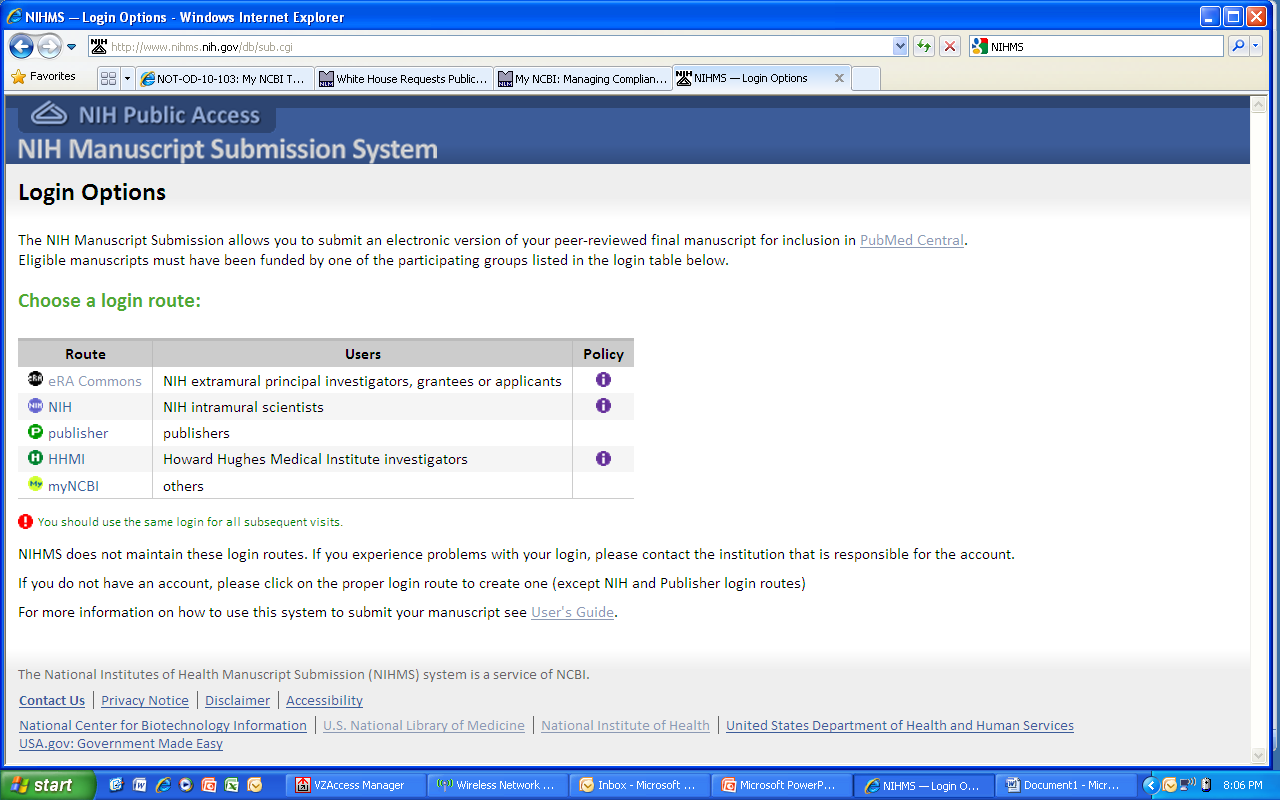 NIHMS — Login Options - Windows Internet Explorer
http://www.nihms.nih.gov/db/sub.cgi
NIHMS
Favorites
NOT-OD-10-103: My NCBI T...
White House Requests Public...
My NCBI: Managing Complian...
NIHMS — Login Options
NIH Public Access
NIH Manuscript Submission System
Login Options
The NIH Manuscript Submission allows you to submit an electronic version of your peer-reviewed final manuscript for inclusion in PubMed Central.
Eligible manuscripts must have been funded by one of the participating groups listed in the login table below.
Choose a login route:
Route Users Policy
eRA eRA Commons NIH extramural principal investigators, grantees or applicants i
NIH NIH NIH intramural scientists i
P publisher publishers
H HHMI Howard Hughes Medical Institute investigators i
My myNCBI others
! You should use the same login for all subsequent visits.
NIHMS does not maintain these login routes. If you experience problems with your login, please contact the institution that is responsible for the account.
If you do not have an account, please click on the proper login route to create one (except NIH and Publisher login routes)
For more information on how to use this system to submit your manuscript see User's Guide.
The National Institutes of Health Manuscript Submission (NIHMS) system is a service of NCBI.
Contact Us | Privacy Notice | Disclaimer | Accessibility
National Center for Biotechnology Information | U.S. National Library of Medicine | National Institute of Health | United States Department of Health and Human Services
USA.gov: Government Made Easy
start
VZAccess Manager
Wireless Network ...
Inbox - Microsoft ...
Microsoft PowerP...
NIHMS — Login O...
Document1 - Micr...
8:06 PM